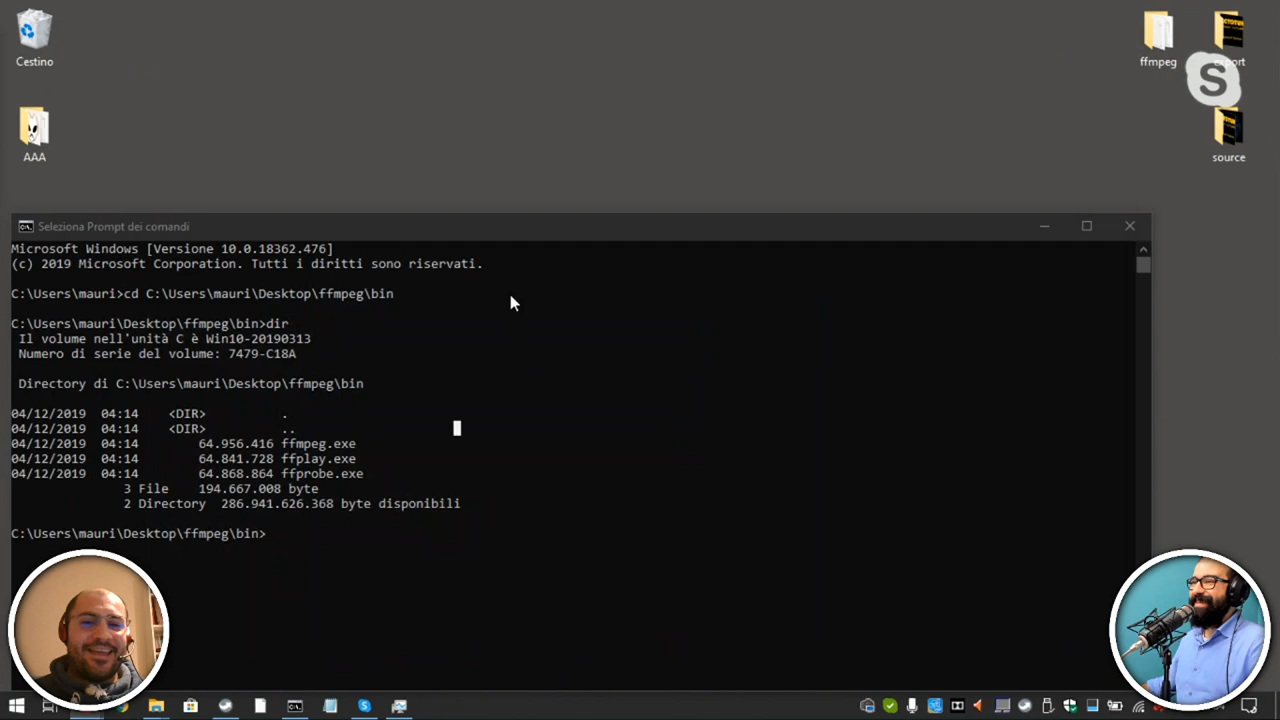 Cestino
ffmpeg
export
AAA
source
Seleziona Prompt dei comandi
Microsoft Windows [Versione 10.0.18362.476]
(c) 2019 Microsoft Corporation. Tutti i diritti sono riservati.
C:\Users\mauri>cd C:\Users\mauri\Desktop\ffmpeg\bin
C:\Users\mauri\Desktop\ffmpeg\bin>dir
Il volume nell'unità C è Win10-20190313
Numero di serie del volume: 7479-C18A
Directory di C:\Users\mauri\Desktop\ffmpeg\bin
04/12/2019  04:14    <DIR>          .
04/12/2019  04:14    <DIR>          ..
04/12/2019  04:14        64.956.416 ffmpeg.exe
04/12/2019  04:14        64.841.728 ffplay.exe
04/12/2019  04:14        64.868.864 ffprobe.exe
3 File    194.667.008 byte
2 Directory  286.941.626.368 byte disponibili
C:\Users\mauri\Desktop\ffmpeg\bin>